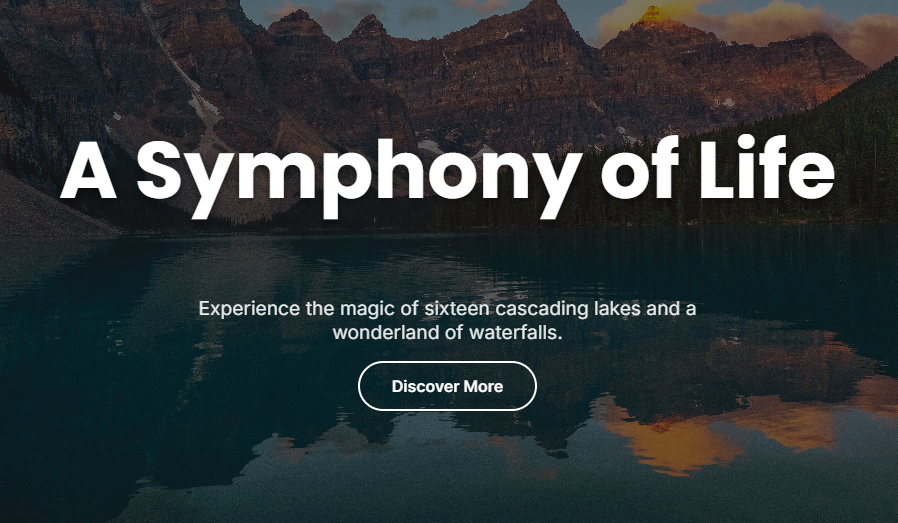 A Symphony of Life
Experience the magic of sixteen cascading lakes and a
wonderland of waterfalls.
Discover More